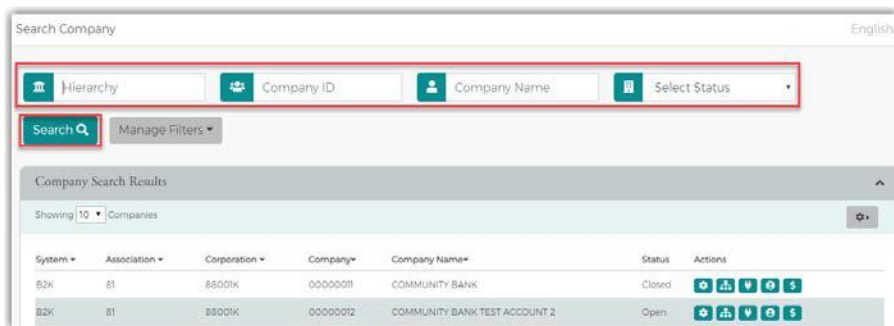 Search Company English
Hierarchy Company ID Company Name Select Status
Search Manage Filters
Company Search Results
Showing 10 Companies
System Association Corporation Company Company Name Status Actions
B2K 81 88001K 00000011 COMMUNITY BANK Closed
B2K 81 88001K 00000012 COMMUNITY BANK TEST ACCOUNT 2 Open